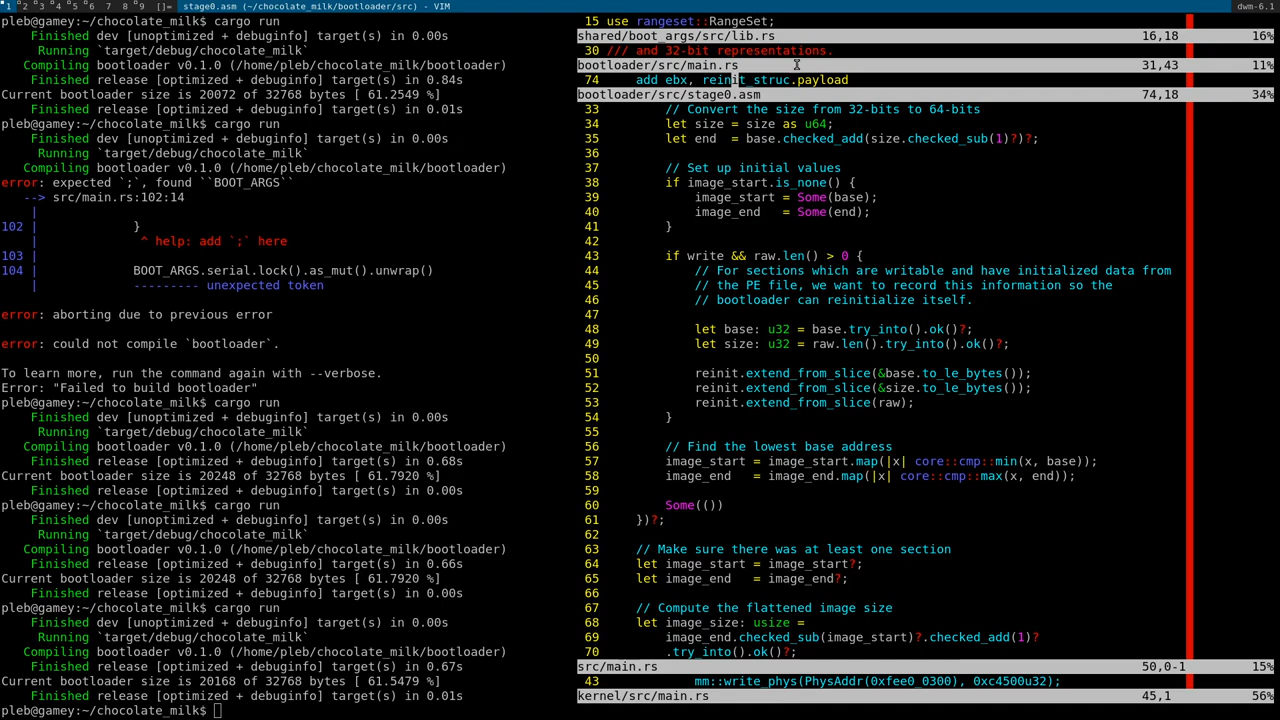 1 2 3 4 5 6 7 8 9 []= stage0.asm (~/chocolate_milk/bootloader/src) - VIM dwm-6.1
pleb@gamey:~/chocolate_milk$ cargo run
Finished dev [unoptimized + debuginfo] target(s) in 0.00s
Running `target/debug/chocolate_milk`
Compiling bootloader v0.1.0 (/home/pleb/chocolate_milk/bootloader)
Finished release [optimized + debuginfo] target(s) in 0.84s
Current bootloader size is 20072 of 32768 bytes [ 61.2549 %]
Finished release [optimized + debuginfo] target(s) in 0.01s
pleb@gamey:~/chocolate_milk$ cargo run
Finished dev [unoptimized + debuginfo] target(s) in 0.00s
Running `target/debug/chocolate_milk`
Compiling bootloader v0.1.0 (/home/pleb/chocolate_milk/bootloader)
error: expected `;`, found ``BOOT_ARGS``
--> src/main.rs:102:14
|
102 | }
| ^ help: add `;` here
103 |
104 | BOOT_ARGS.serial.lock().as_mut().unwrap()
| --------- unexpected token
error: aborting due to previous error
error: could not compile `bootloader`.
To learn more, run the command again with --verbose.
Error: "Failed to build bootloader"
pleb@gamey:~/chocolate_milk$ cargo run
Finished dev [unoptimized + debuginfo] target(s) in 0.00s
Running `target/debug/chocolate_milk`
Compiling bootloader v0.1.0 (/home/pleb/chocolate_milk/bootloader)
Finished release [optimized + debuginfo] target(s) in 0.68s
Current bootloader size is 20248 of 32768 bytes [ 61.7920 %]
Finished release [optimized + debuginfo] target(s) in 0.00s
pleb@gamey:~/chocolate_milk$ cargo run
Finished dev [unoptimized + debuginfo] target(s) in 0.00s
Running `target/debug/chocolate_milk`
Compiling bootloader v0.1.0 (/home/pleb/chocolate_milk/bootloader)
Finished release [optimized + debuginfo] target(s) in 0.66s
Current bootloader size is 20248 of 32768 bytes [ 61.7920 %]
Finished release [optimized + debuginfo] target(s) in 0.00s
pleb@gamey:~/chocolate_milk$ cargo run
Finished dev [unoptimized + debuginfo] target(s) in 0.00s
Running `target/debug/chocolate_milk`
Compiling bootloader v0.1.0 (/home/pleb/chocolate_milk/bootloader)
Finished release [optimized + debuginfo] target(s) in 0.67s
Current bootloader size is 20168 of 32768 bytes [ 61.5479 %]
Finished release [optimized + debuginfo] target(s) in 0.01s
pleb@gamey:~/chocolate_milk$
15 use rangeset::RangeSet;
shared/boot_args/src/lib.rs 16,18 16%
30 /// and 32-bit representations.
bootloader/src/main.rs 31,43 11%
74 add ebx, reinit_struc.payload
bootloader/src/stage0.asm 74,18 34%
33 // Convert the size from 32-bits to 64-bits
34 let size = size as u64;
35 let end = base.checked_add(size.checked_sub(1)?)?;
36
37 // Set up initial values
38 if image_start.is_none() {
39 image_start = Some(base);
40 image_end = Some(end);
41 }
42
43 if write && raw.len() > 0 {
44 // For sections which are writable and have initialized data from
45 // the PE file, we want to record this information so the
46 // bootloader can reinitialize itself.
47
48 let base: u32 = base.try_into().ok()?;
49 let size: u32 = raw.len().try_into().ok()?;
50
51 reinit.extend_from_slice(&base.to_le_bytes());
52 reinit.extend_from_slice(&size.to_le_bytes());
53 reinit.extend_from_slice(raw);
54 }
55
56 // Find the lowest base address
57 image_start = image_start.map(|x| core::cmp::min(x, base));
58 image_end = image_end.map(|x| core::cmp::max(x, end));
59
60 Some(())
61 })?;
62
63 // Make sure there was at least one section
64 let image_start = image_start?;
65 let image_end = image_end?;
66
67 // Compute the flattened image size
68 let image_size: usize =
69 image_end.checked_sub(image_start)?.checked_add(1)?
70 .try_into().ok()?;
src/main.rs 50,0-1 15%
43 mm::write_phys(PhysAddr(0xfee0_0300), 0xc4500u32);
kernel/src/main.rs 45,1 56%